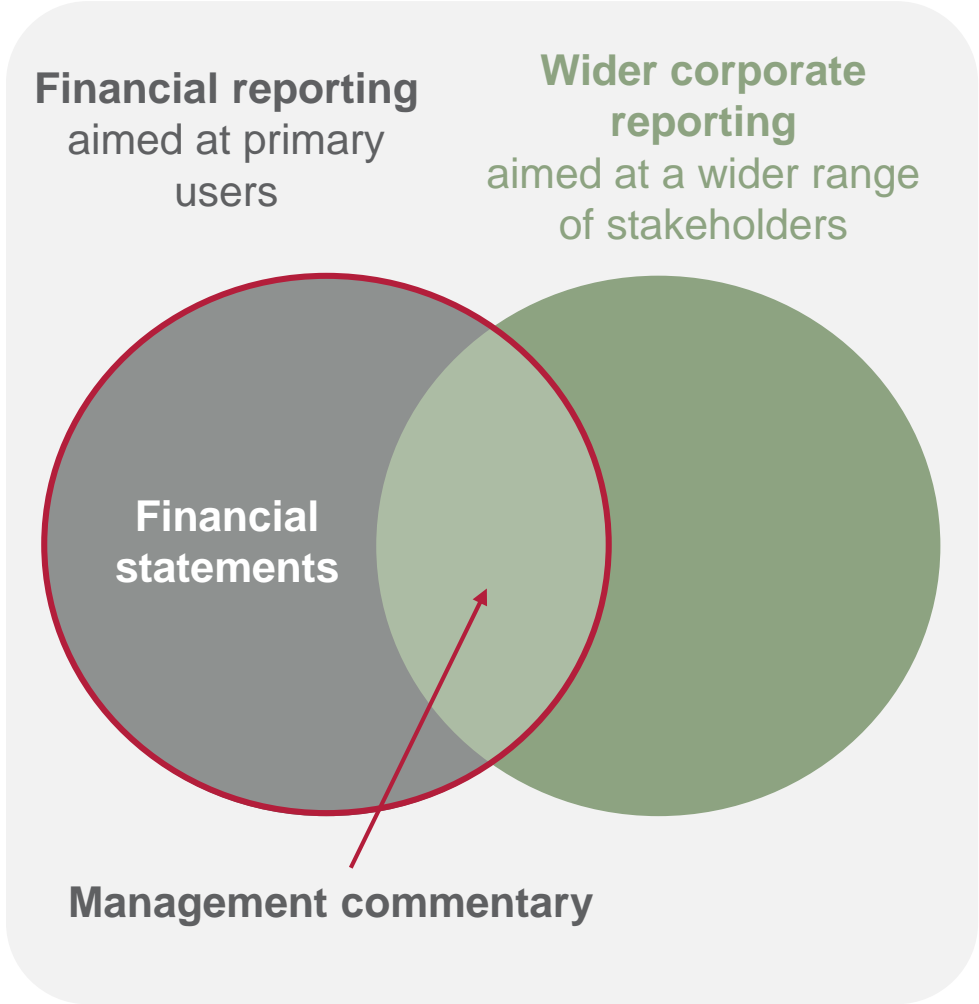 Financial reporting
aimed at primary
users
Wider corporate
reporting
aimed at a wider range
of stakeholders
Financial
statements
Management commentary